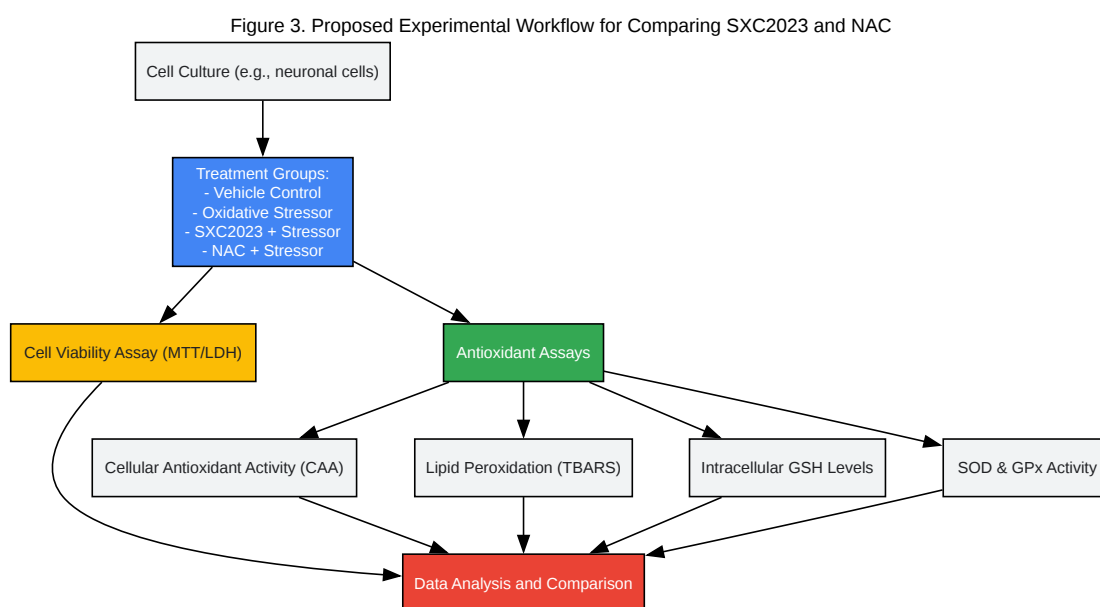 Figure 3. Proposed Experimental Workflow for Comparing SXC2023 and NAC
Cell Culture (e.g., neuronal cells)
Treatment Groups:
- Vehicle Control
- Oxidative Stressor
- SXC2023 + Stressor
- NAC + Stressor
Cell Viability Assay (MTT/LDH)
Antioxidant Assays
Cellular Antioxidant Activity (CAA)
Lipid Peroxidation (TBARS)
Intracellular GSH Levels
SOD & GPx Activity
Data Analysis and Comparison